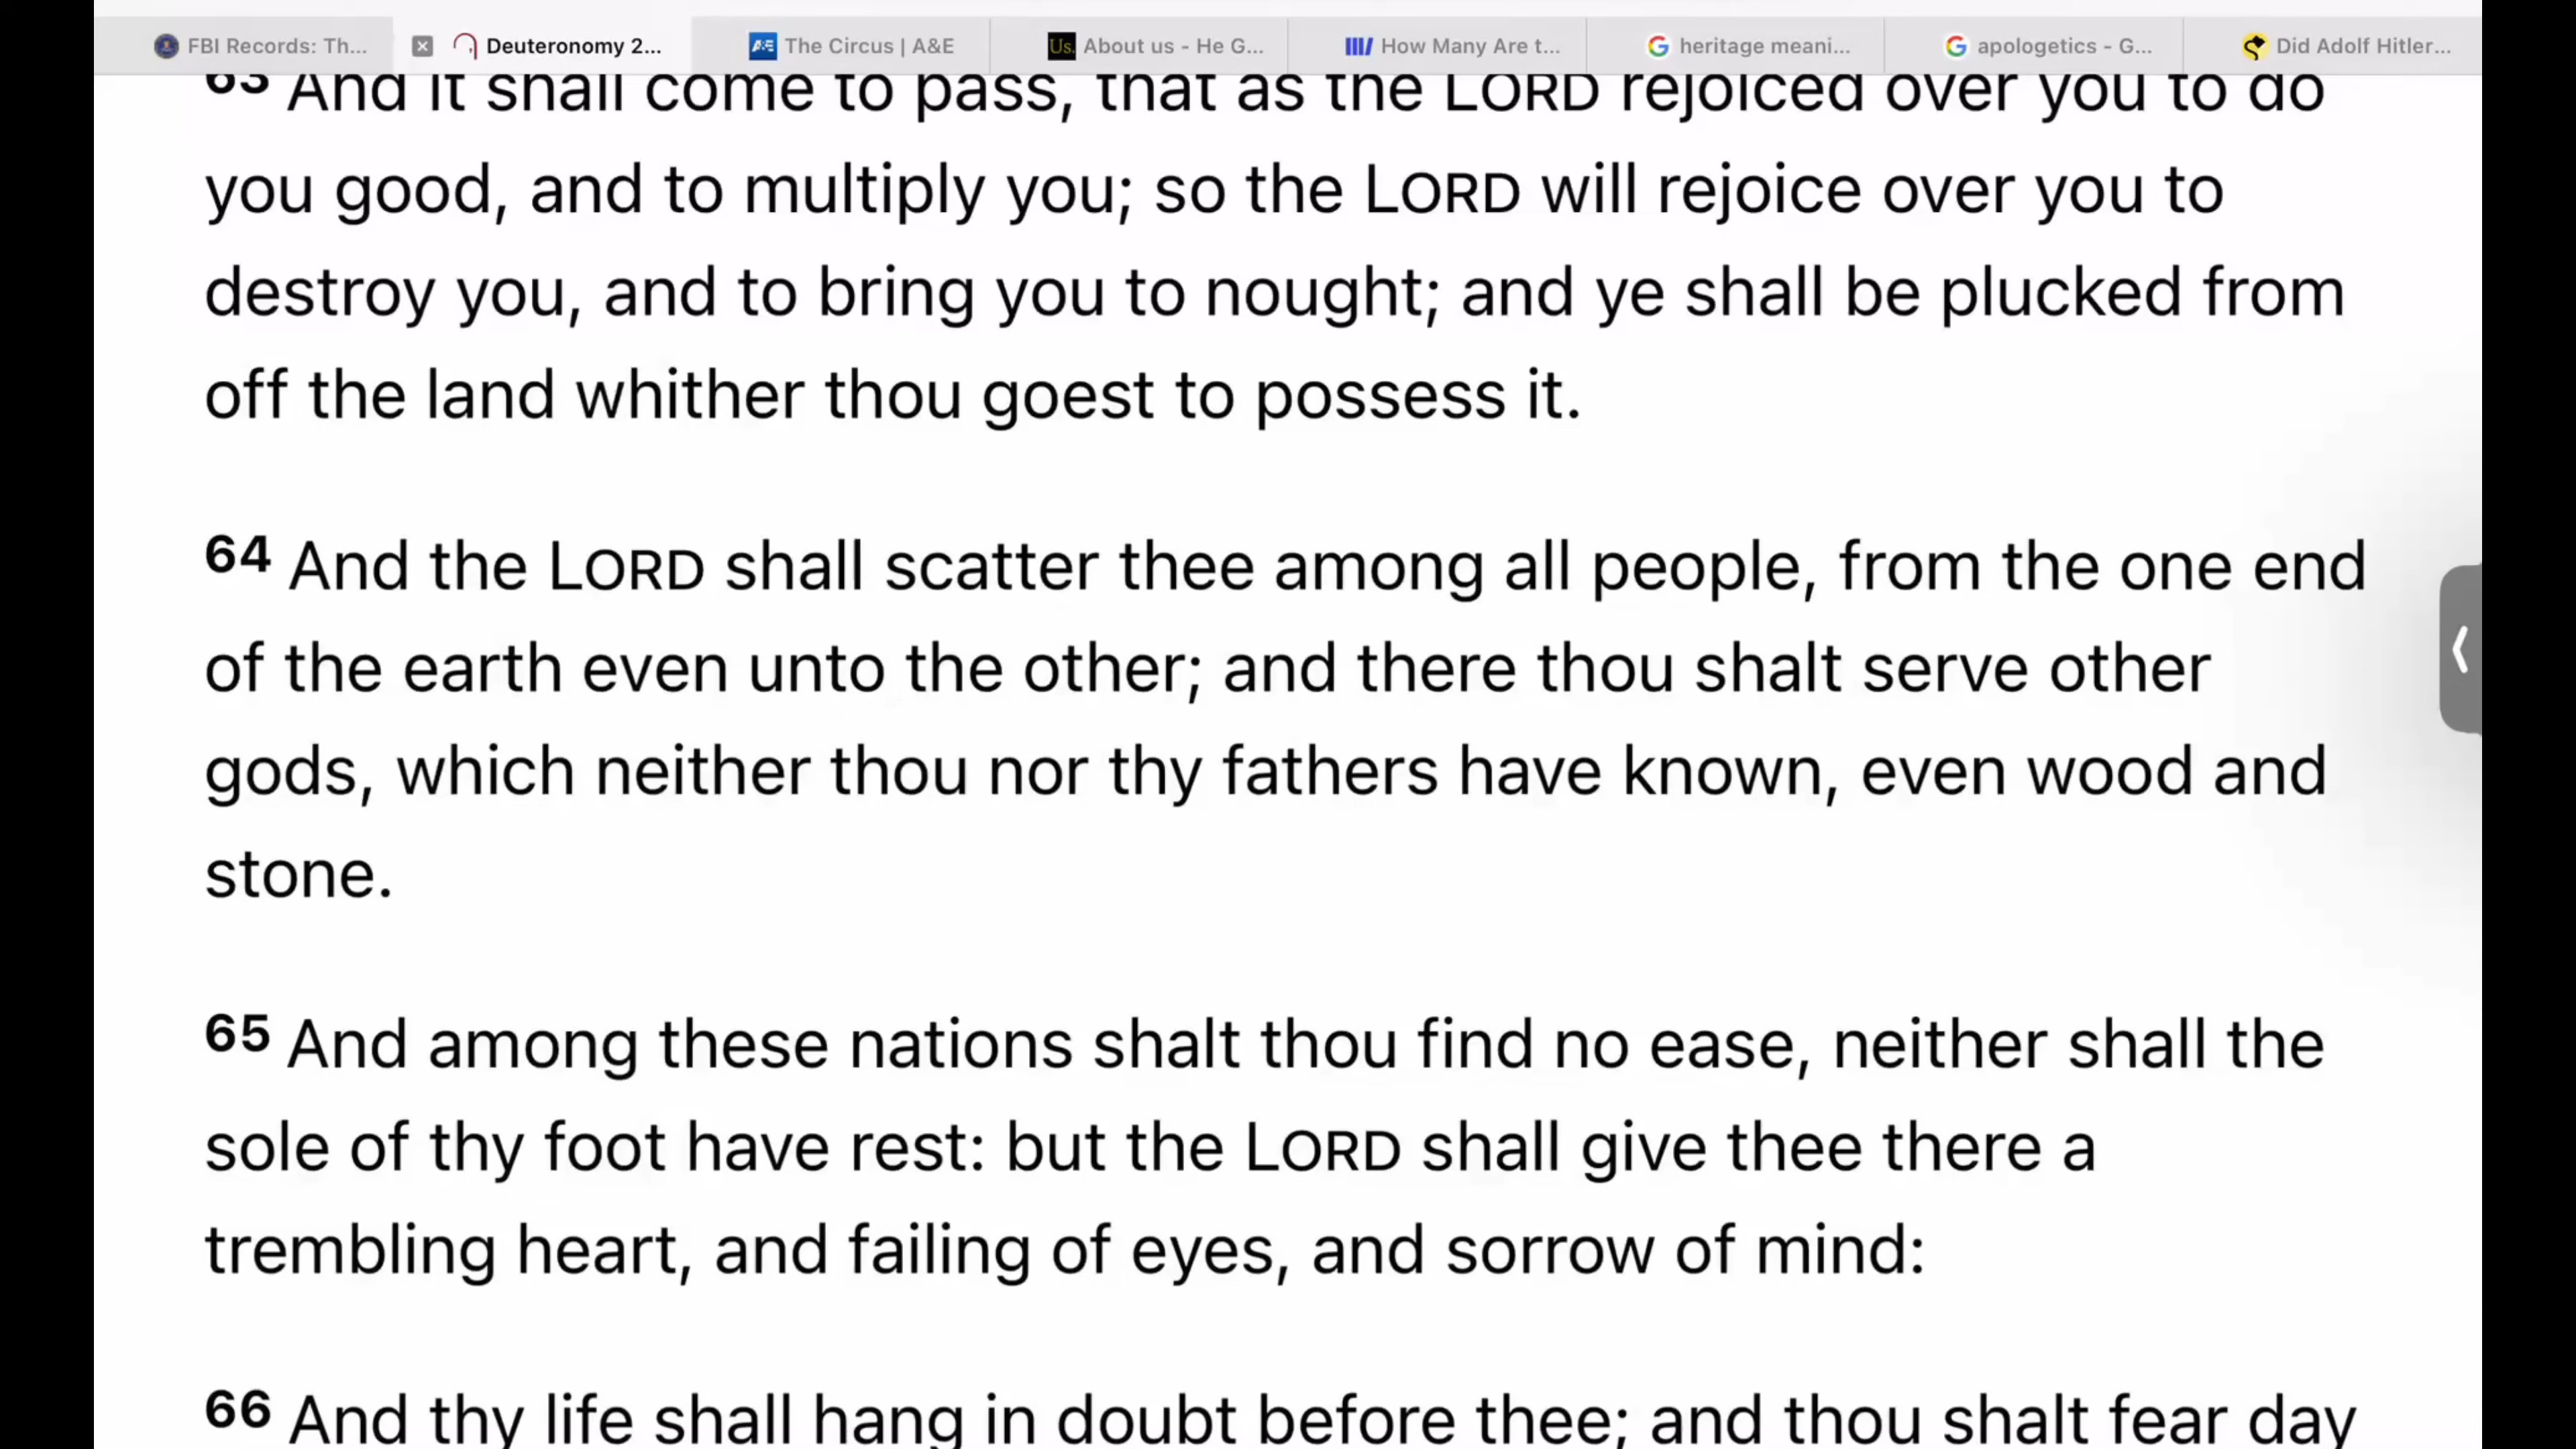 FBI Records: Th... Deuteronomy 2... The Circus | A&E About us - He G... How Many Are t... heritage meani... apologetics - G... Did Adolf Hitler...
63 And it shall come to pass, that as the LORD rejoiced over you to do
you good, and to multiply you; so the LORD will rejoice over you to
destroy you, and to bring you to nought; and ye shall be plucked from
off the land whither thou goest to possess it.
64 And the LORD shall scatter thee among all people, from the one end
of the earth even unto the other; and there thou shalt serve other
gods, which neither thou nor thy fathers have known, even wood and
stone.
65 And among these nations shalt thou find no ease, neither shall the
sole of thy foot have rest: but the LORD shall give thee there a
trembling heart, and failing of eyes, and sorrow of mind:
66 And thy life shall hang in doubt before thee; and thou shalt fear day